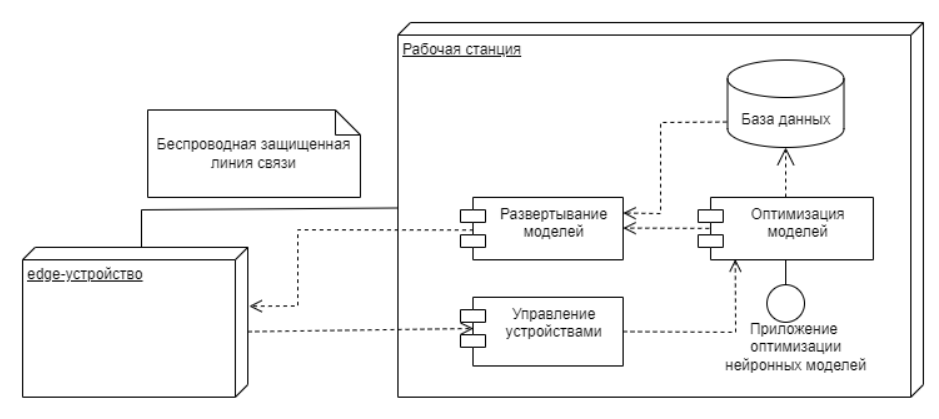 Рабочая станция
База данных
Беспроводная защищенная
линия связи
Развертывание
моделей
Оптимизация
моделей
edge-устройство
Управление
устройствами
Приложение
оптимизации
нейронных моделей